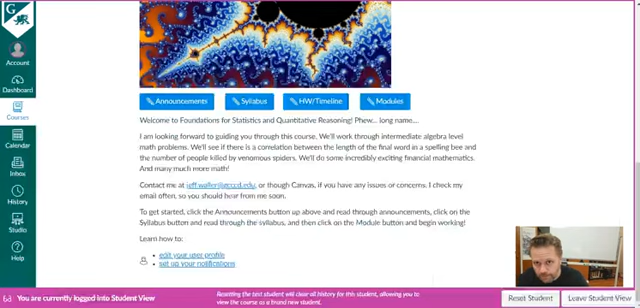 G
Account
Dashboard
Courses
Calendar
Inbox
History
Studio
Help
Announcements
Syllabus
HW/Timeline
Modules
Welcome to Foundations for Statistics and Quantitative Reasoning! Phew... long name...
I am looking forward to guiding you through this course. We'll work through intermediate algebra level
math problems. We'll see if there is a correlation between the length of the final word in a spelling bee and
the number of people killed by venomous spiders. We'll do some incredibly exciting financial mathematics.
And many much more math!
Contact me at jeff.waller@gcccd.edu, or though Canvas, if you have any issues or concerns. I check my
email often, so you should hear from me soon.
To get started, click the Announcements button up above and read through announcements, click on the
Syllabus button and read through the syllabus, and then click on the Module button and begin working!
Learn how to:
edit your user profile
set up your notifications
You are currently logged into Student View
Resetting the test student will clear all history for this student, allowing you to
view the course as a brand new student.
Reset Student
Leave Student View